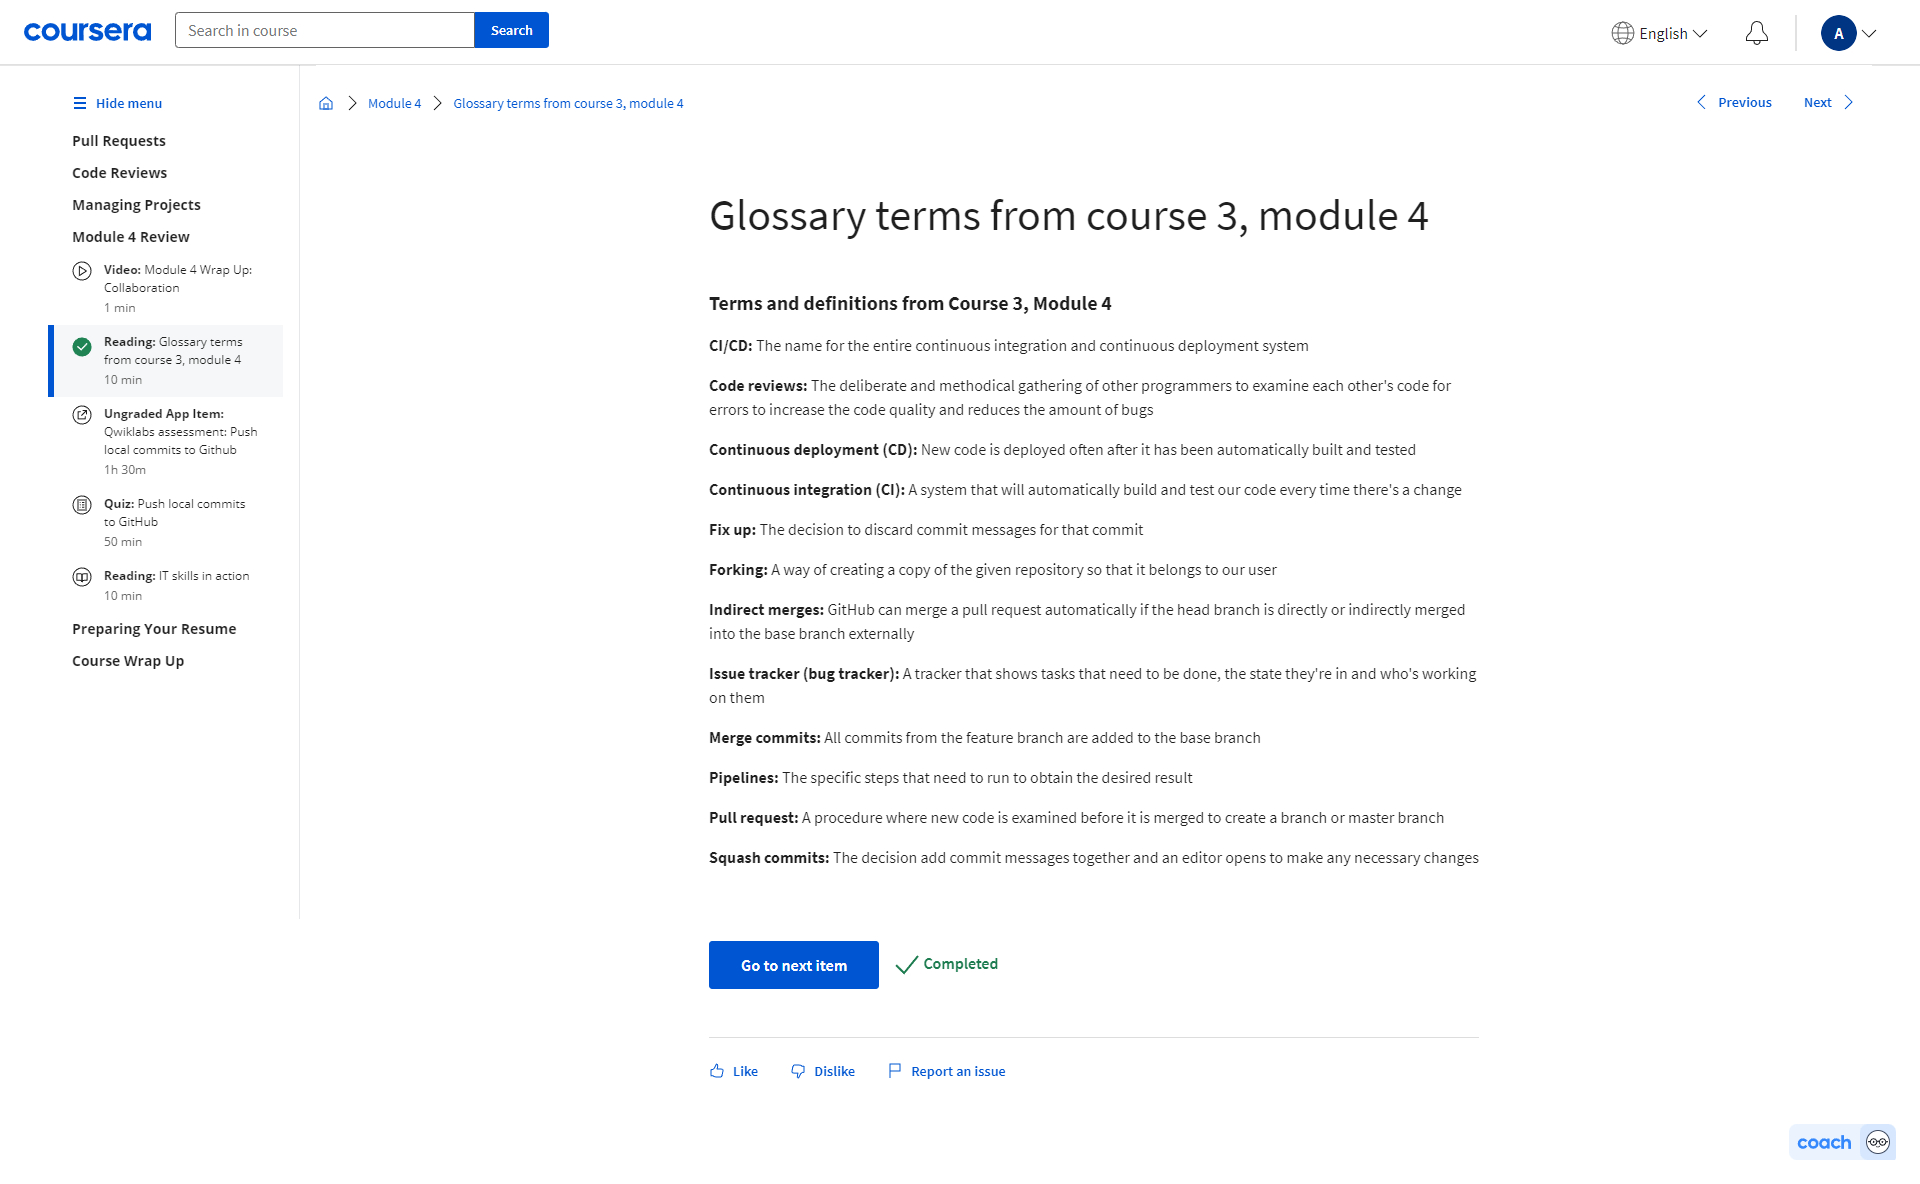 coursera
Search in course
Search
English
A
Hide menu
Pull Requests
Code Reviews
Managing Projects
Module 4 Review
Video: Module 4 Wrap Up:
Collaboration
1 min
Reading: Glossary terms
from course 3, module 4
10 min
Ungraded App Item:
Qwiklabs assessment: Push
local commits to Github
1h 30m
Quiz: Push local commits
to GitHub
50 min
Reading: IT skills in action
10 min
Preparing Your Resume
Course Wrap Up
Module 4
Glossary terms from course 3, module 4
Previous
Next
Glossary terms from course 3, module 4
Terms and definitions from Course 3, Module 4
CI/CD: The name for the entire continuous integration and continuous deployment system
Code reviews: The deliberate and methodical gathering of other programmers to examine each other's code for
errors to increase the code quality and reduces the amount of bugs
Continuous deployment (CD): New code is deployed often after it has been automatically built and tested
Continuous integration (CI): A system that will automatically build and test our code every time there's a change
Fix up: The decision to discard commit messages for that commit
Forking: A way of creating a copy of the given repository so that it belongs to our user
Indirect merges: GitHub can merge a pull request automatically if the head branch is directly or indirectly merged
into the base branch externally
Issue tracker (bug tracker): A tracker that shows tasks that need to be done, the state they're in and who's working
on them
Merge commits: All commits from the feature branch are added to the base branch
Pipelines: The specific steps that need to run to obtain the desired result
Pull request: A procedure where new code is examined before it is merged to create a branch or master branch
Squash commits: The decision add commit messages together and an editor opens to make any necessary changes
Go to next item
Completed
Like
Dislike
Report an issue
coach